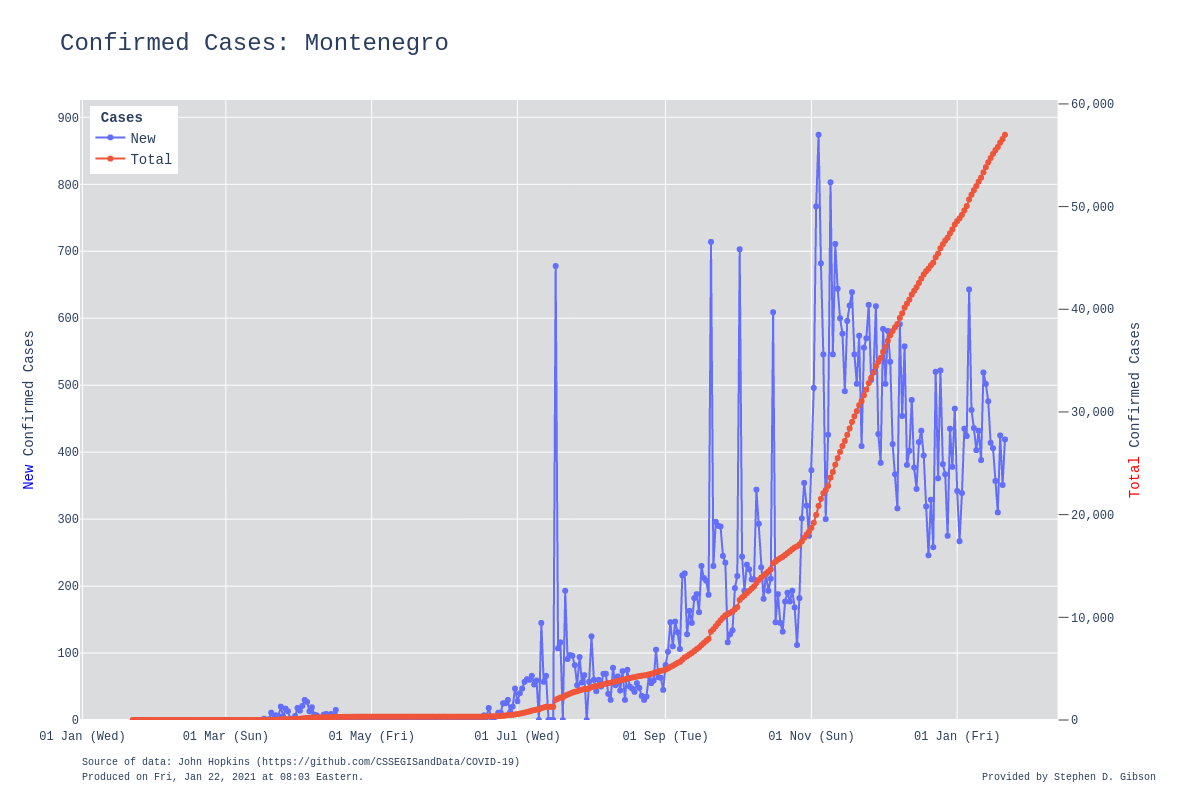 Confirmed Cases: Montenegro
Cases
New
Total
900
800
700
600
500
400
300
200
100
0
60,000
50,000
40,000
30,000
20,000
10,000
0
New Confirmed Cases
Total Confirmed Cases
01 Jan (Wed)
01 Mar (Sun)
01 May (Fri)
01 Jul (Wed)
01 Sep (Tue)
01 Nov (Sun)
01 Jan (Fri)
Source of data: John Hopkins (https://github.com/CSSEGISandData/COVID-19)
Produced on Fri, Jan 22, 2021 at 08:03 Eastern.
Provided by Stephen D. Gibson